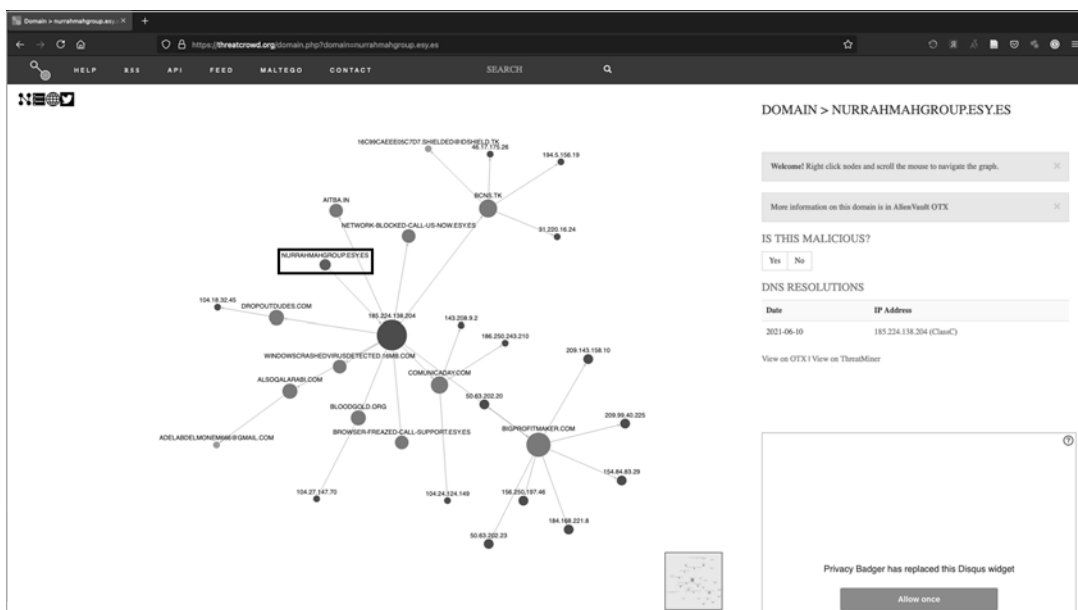 Domain > nurrahmahgroup.esy.
https://threatcrowd.org/domain.php?domain=nurrahmahgroup.esy.es
HELP RSS API FEED MALTEGO CONTACT SEARCH
DOMAIN > NURRAHMAHGROUP.ESY.ES
Welcome! Right click nodes and scroll the mouse to navigate the graph.
More information on this domain is in AlienVault OTX
IS THIS MALICIOUS?
Yes No
DNS RESOLUTIONS
Date IP Address
2021-06-10 185.224.138.204 (ClassC)
View on OTX | View on ThreatMiner
16C99CAEEE05C7D7.SHIELDED@IDSHIELD.TK
46.17.175.26
194.5.156.19
BCNS.TK
AITBA.IN
NETWORK-BLOCKED-CALL-US-NOW.ESY.ES
31.220.16.24
NURRAHMAHGROUP.ESY.ES
104.18.32.45
DROPOUTDUDES.COM
185.224.138.204
143.208.9.2
186.250.243.210
209.143.158.10
WINDOWSCRASHEDVIRUSDETECTED.16MB.COM
COMUNICADAY.COM
ALSOGALARABI.COM
50.63.202.20
BLOODGOLD.ORG
209.99.40.225
BROWSER-FREAZED-CALL-SUPPORT.ESY.ES
BIGPROFITMAKER.COM
ADELABDELMONEM666@GMAIL.COM
154.84.83.29
104.27.147.70
104.24.124.149
156.250.197.46
184.168.221.8
50.63.202.23
Privacy Badger has replaced this Disqus widget
Allow once